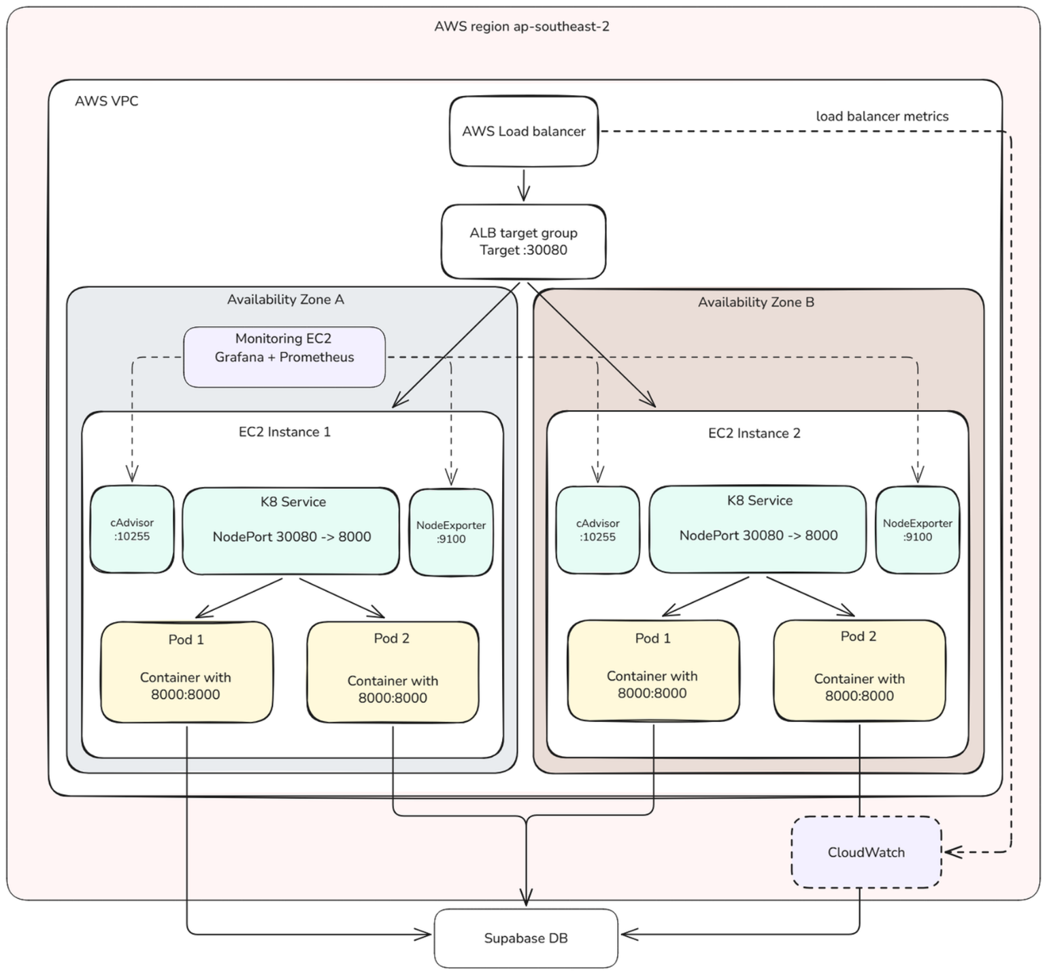 AWS region ap-southeast-2
AWS VPC
AWS Load balancer
load balancer metrics
ALB target group
Target :30080
Availability Zone A
Availability Zone B
Monitoring EC2
Grafana + Prometheus
EC2 Instance 1
cAdvisor
:10255
K8 Service
NodePort 30080 -> 8000
NodeExporter
:9100
Pod 1
Container with
8000:8000
Pod 2
Container with
8000:8000
EC2 Instance 2
cAdvisor
:10255
K8 Service
NodePort 30080 -> 8000
NodeExporter
:9100
Pod 1
Container with
8000:8000
Pod 2
Container with
8000:8000
CloudWatch
Supabase DB